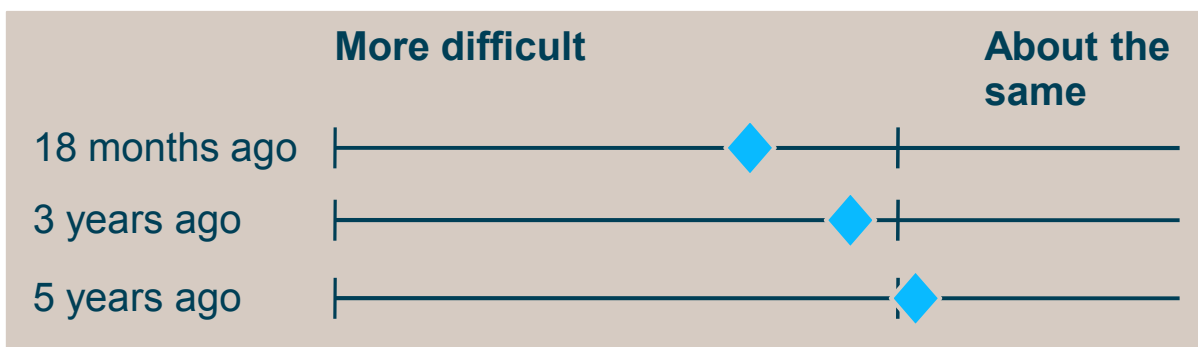 More difficult
About the
same
18 months ago
3 years ago
5 years ago